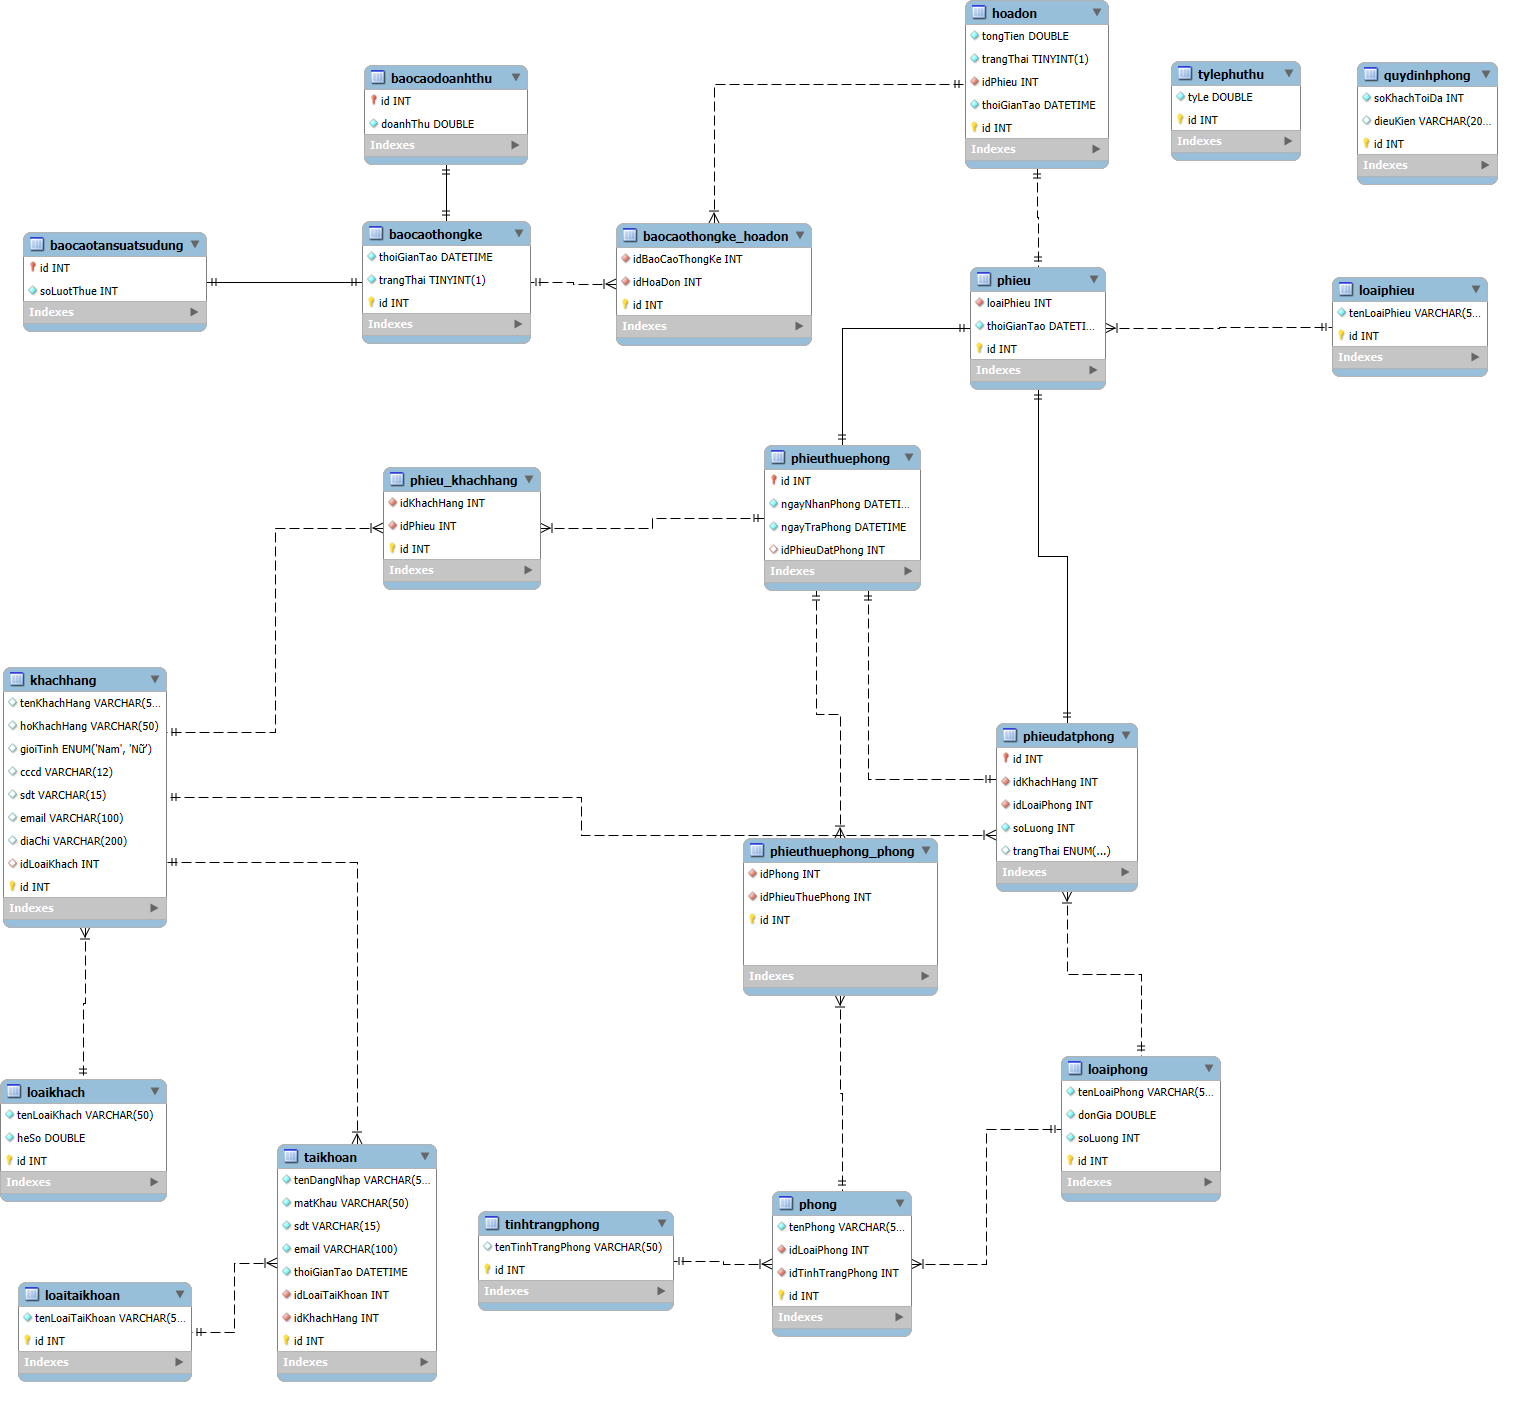 hoadon
tongTien DOUBLE
trangThai TINYINT(1)
idPhieu INT
thoiGianTao DATETIME
id INT
Indexes
tylephuthu
tyLe DOUBLE
id INT
Indexes
quydinhphong
soKhachToiDa INT
dieuKien VARCHAR(20...
id INT
Indexes
baocaodoanhthu
id INT
doanhThu DOUBLE
Indexes
baocaotansuatsudung
id INT
soLuotThue INT
Indexes
baocaothongke
thoiGianTao DATETIME
trangThai TINYINT(1)
id INT
Indexes
baocaothongke_hoadon
idBaoCaoThongKe INT
idHoaDon INT
id INT
Indexes
phieu
loaiPhieu INT
thoiGianTao DATETI...
id INT
Indexes
loaiphieu
tenLoaiPhieu VARCHAR(5...
id INT
Indexes
phieu_khachhang
idKhachHang INT
idPhieu INT
id INT
Indexes
phieuthuephong
id INT
ngayNhanPhong DATETI...
ngayTraPhong DATETIME
idPhieuDatPhong INT
Indexes
khachhang
tenKhachHang VARCHAR(5...
hoKhachHang VARCHAR(50)
gioiTinh ENUM('Nam', 'Nữ')
cccd VARCHAR(12)
sdt VARCHAR(15)
email VARCHAR(100)
diaChi VARCHAR(200)
idLoaiKhach INT
id INT
Indexes
phieudatphong
id INT
idKhachHang INT
idLoaiPhong INT
soLuong INT
trangThai ENUM(...)
Indexes
phieuthuephong_phong
idPhong INT
idPhieuThuePhong INT
id INT
Indexes
loaikhach
tenLoaiKhach VARCHAR(50)
heSo DOUBLE
id INT
Indexes
loaiphong
tenLoaiPhong VARCHAR(5...
donGia DOUBLE
soLuong INT
id INT
Indexes
taikhoan
tenDangNhap VARCHAR(5...
matKhau VARCHAR(50)
sdt VARCHAR(15)
email VARCHAR(100)
thoiGianTao DATETIME
idLoaiTaiKhoan INT
idKhachHang INT
id INT
Indexes
tinhtrangphong
tenTinhTrangPhong VARCHAR(50)
id INT
Indexes
phong
tenPhong VARCHAR(5...
idLoaiPhong INT
idTinhTrangPhong INT
id INT
Indexes
loaitaikhoan
tenLoaiTaiKhoan VARCHAR(5...
id INT
Indexes